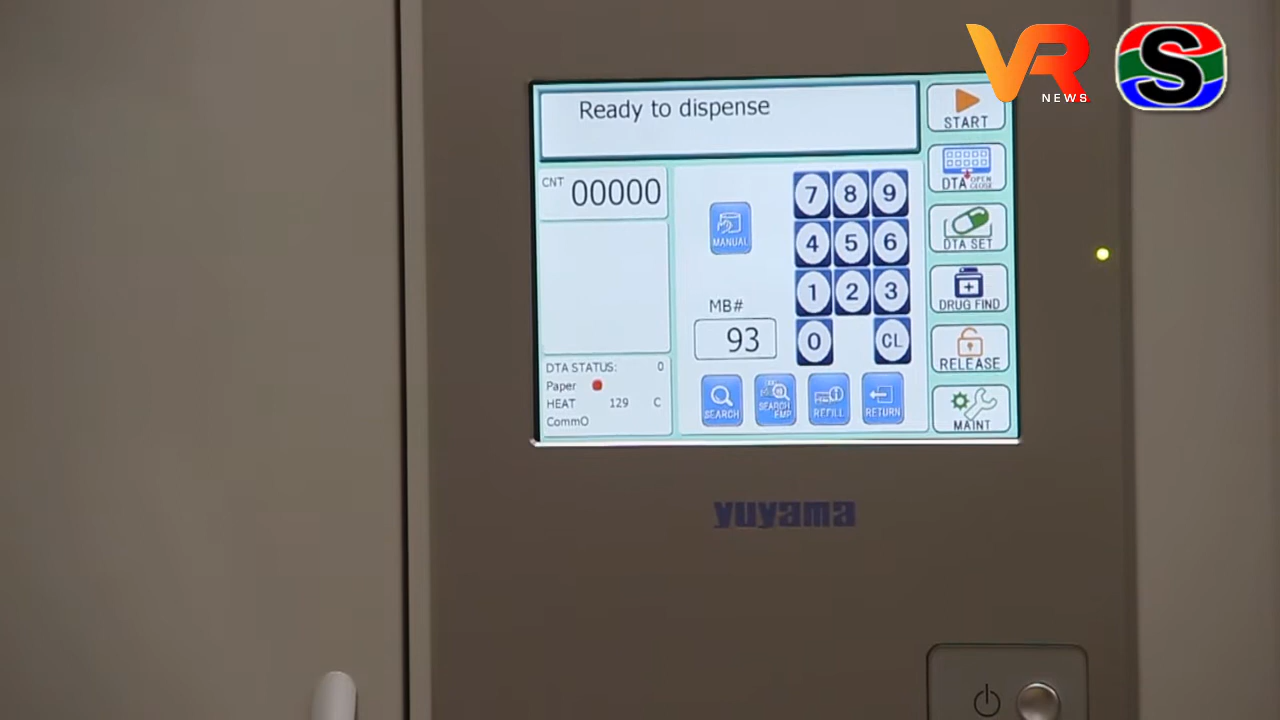 VR
NEWS
S
Ready to dispense
START
CNT 00000
DTA OPEN CLOSE
MANUAL
7 8 9
4 5 6
1 2 3
0 CL
DTA SET
DRUG FIND
RELEASE
MAINT
MB#
93
DTA STATUS: 0
Paper
HEAT 129 C
CommO
SEARCH
SEARCH EMP
REFILL
RETURN
yuyama